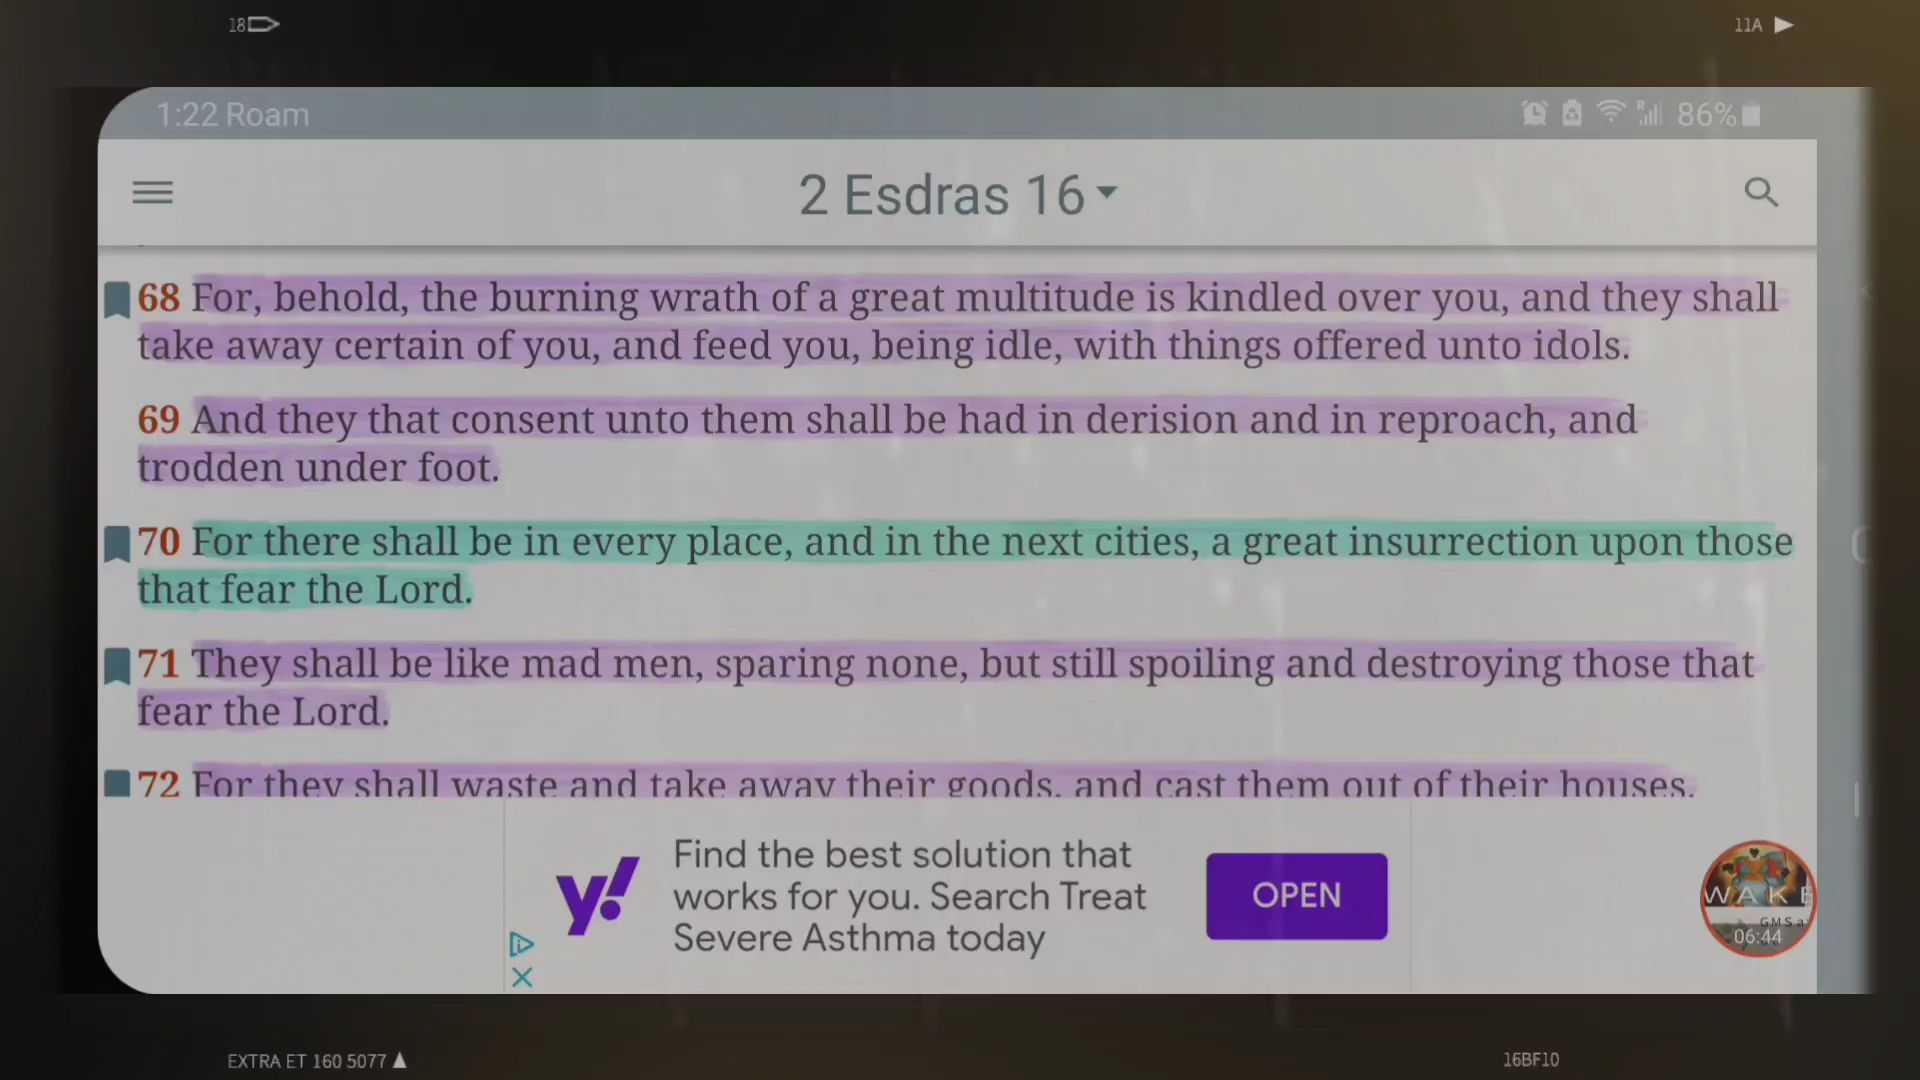 18
11A
1:22 Roam
86%
2 Esdras 16
68 For, behold, the burning wrath of a great multitude is kindled over you, and they shall
take away certain of you, and feed you, being idle, with things offered unto idols.
69 And they that consent unto them shall be had in derision and in reproach, and
trodden under foot.
70 For there shall be in every place, and in the next cities, a great insurrection upon those
that fear the Lord.
71 They shall be like mad men, sparing none, but still spoiling and destroying those that
fear the Lord.
72 For they shall waste and take away their goods, and cast them out of their houses.
y!
Find the best solution that
works for you. Search Treat
Severe Asthma today
OPEN
WAKE
GMSa
06:44
EXTRA ET 160 5077
16BF10